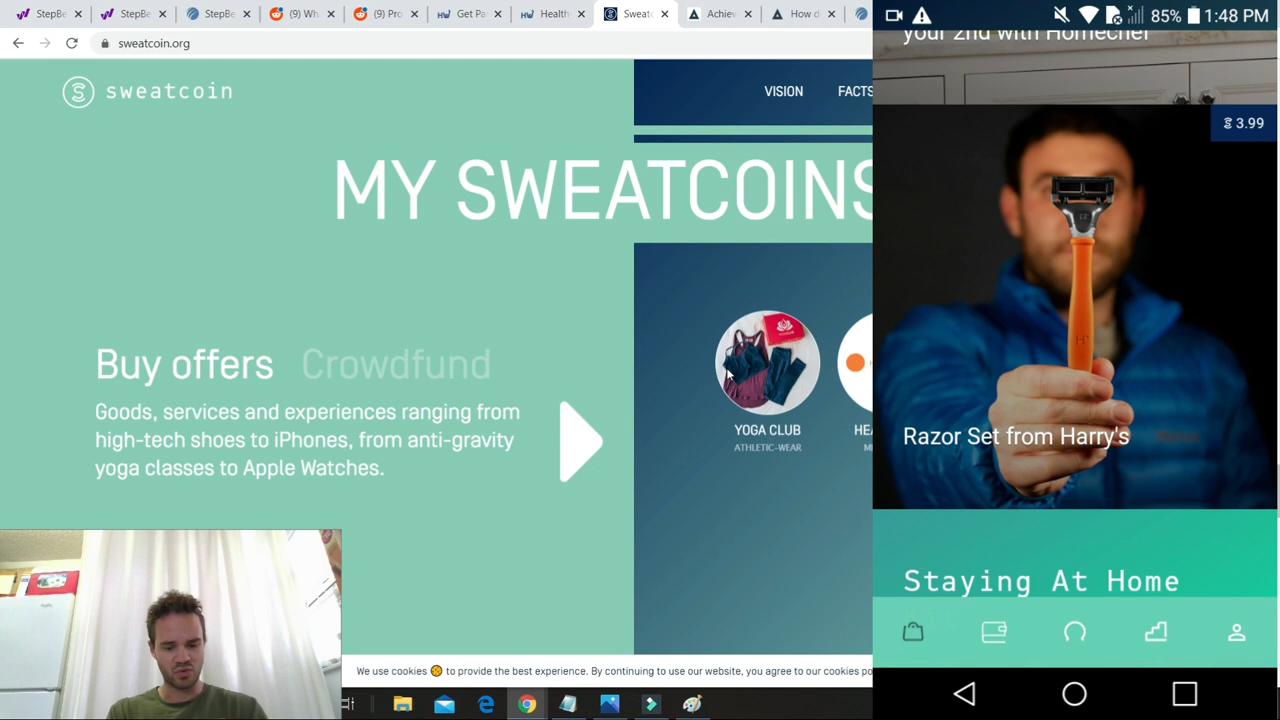 StepBe
StepBe
StepBe
(9) Wh
(9) Pro
Get Pa
Health
Sweatc
Achiev
How d
sweatcoin.org
sweatcoin
VISION
FACTS
MY SWEATCOINS
Buy offers
Crowdfund
Goods, services and experiences ranging from
high-tech shoes to iPhones, from anti-gravity
yoga classes to Apple Watches.
YOGA CLUB
ATHLETIC-WEAR
HEA
We use cookies to provide the best experience. By continuing to use our website, you agree to our cookies po
85% 1:48 PM
your 2nd with Homechef
3.99
Razor Set from Harry's
Staying At Home